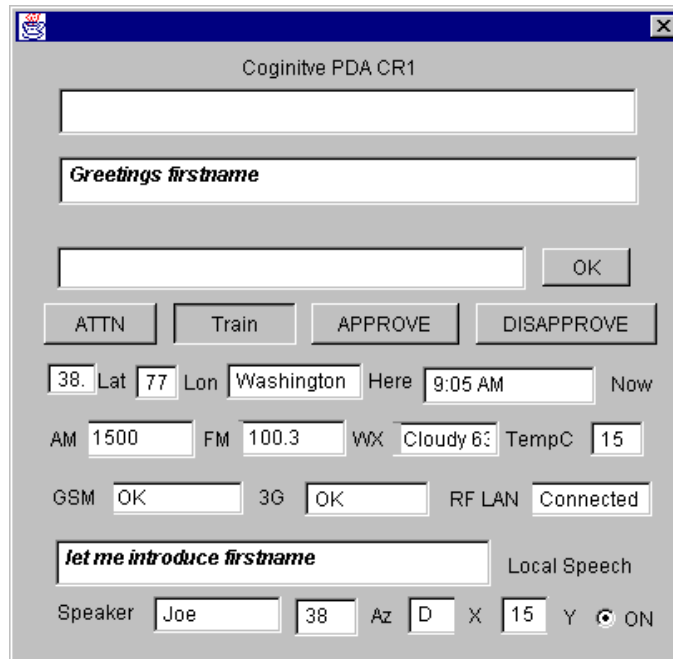 Coginitve PDA CR1
Greetings firstname
OK
ATTN Train APPROVE DISAPPROVE
38. Lat 77 Lon Washington Here 9:05 AM Now
AM 1500 FM 100.3 WX Cloudy 63 TempC 15
GSM OK 3G OK RF LAN Connected
let me introduce firstname Local Speech
Speaker Joe 38 Az D X 15 Y ON